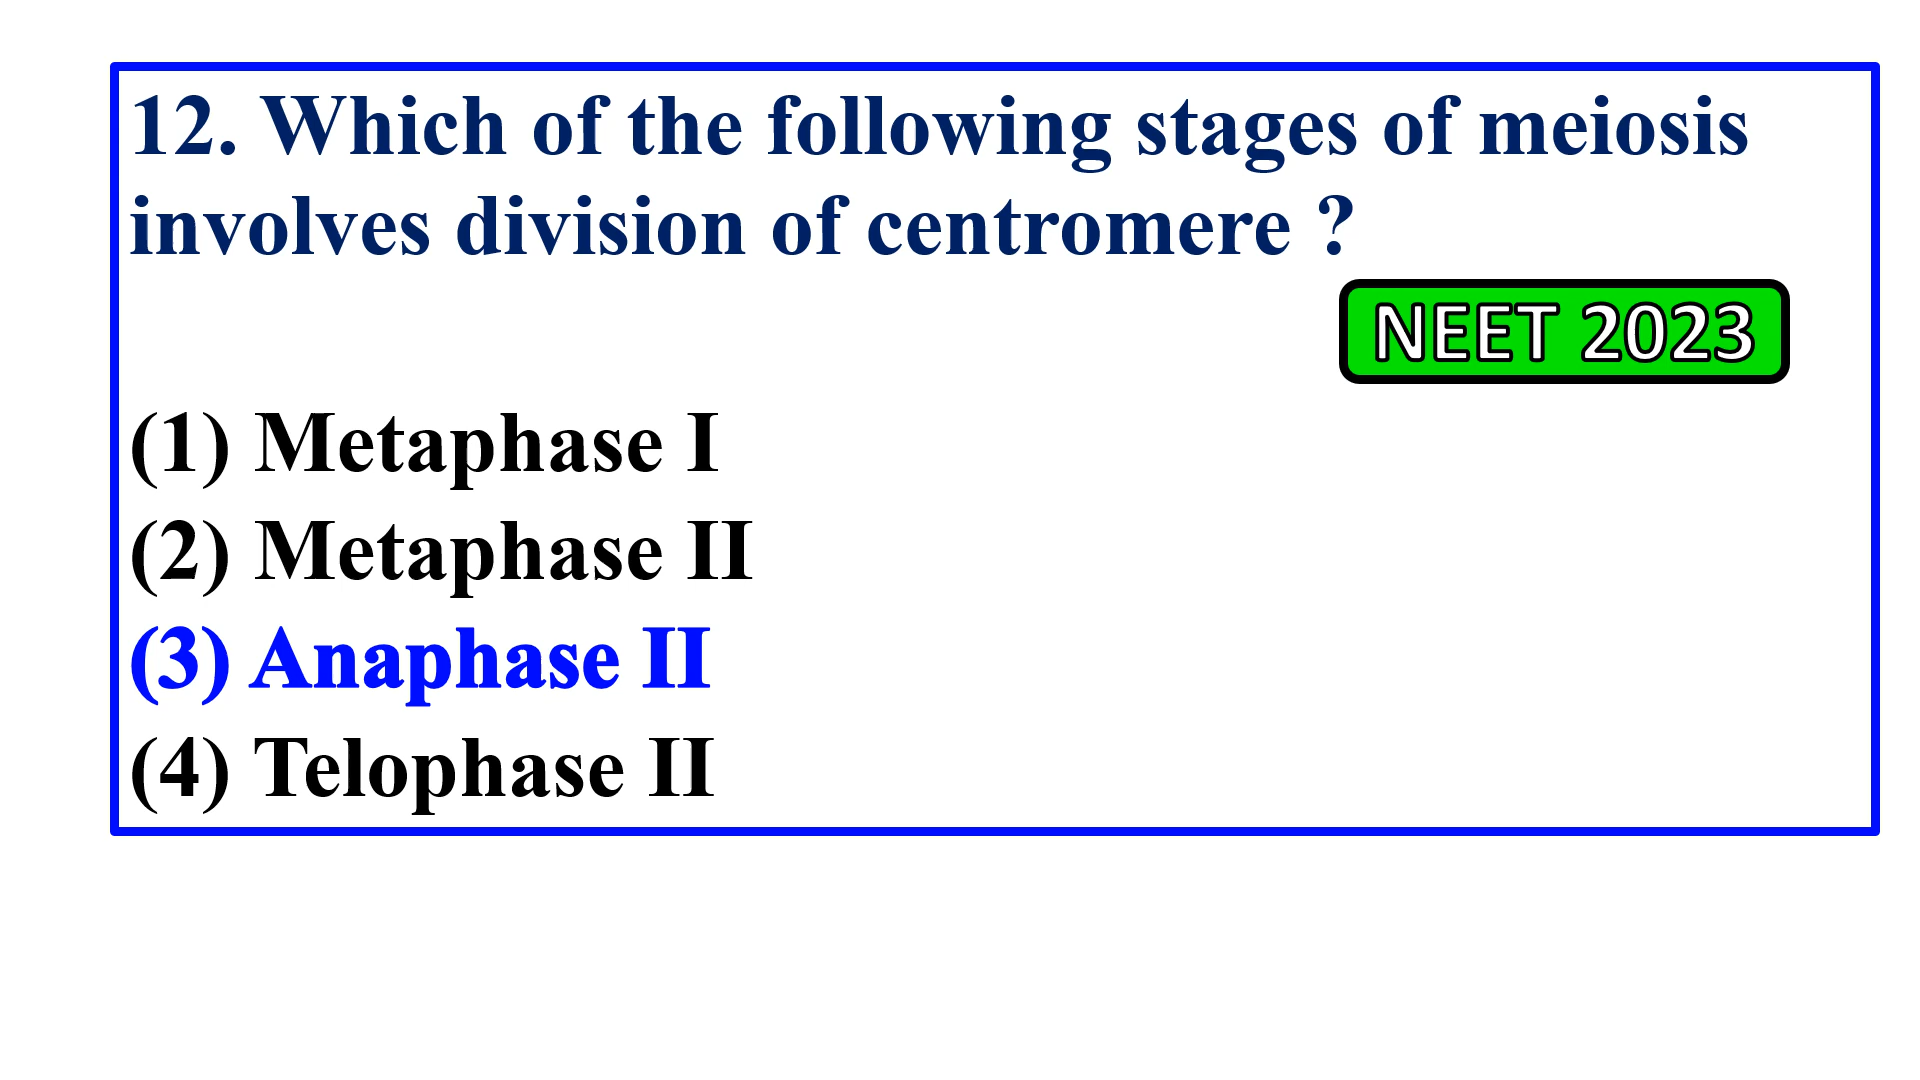 12. Which of the following stages of meiosis
involves division of centromere ?
NEET 2023
(1) Metaphase I
(2) Metaphase II
(3) Anaphase II
(4) Telophase II